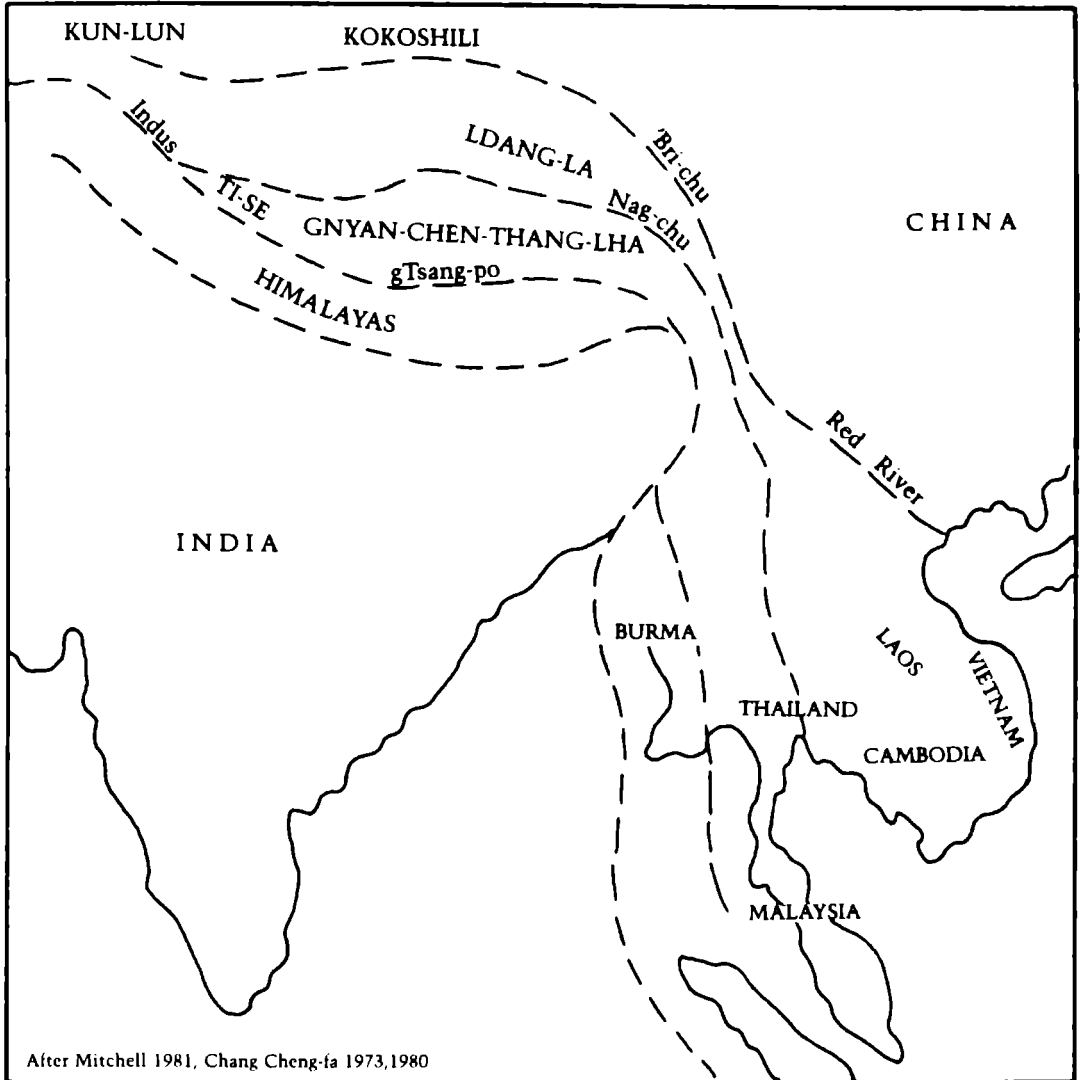 KUN-LUN
KOKOSHILI
Indus
LDANG-LA
'Bri-chu
TI-SE
Nag-chu
GNYAN-CHEN-THANG-LHA
CHINA
gTsang-po
HIMALAYAS
Red River
INDIA
BURMA
LAOS
VIETNAM
THAILAND
CAMBODIA
MALAYSIA
After Mitchell 1981, Chang Cheng-fa 1973,1980